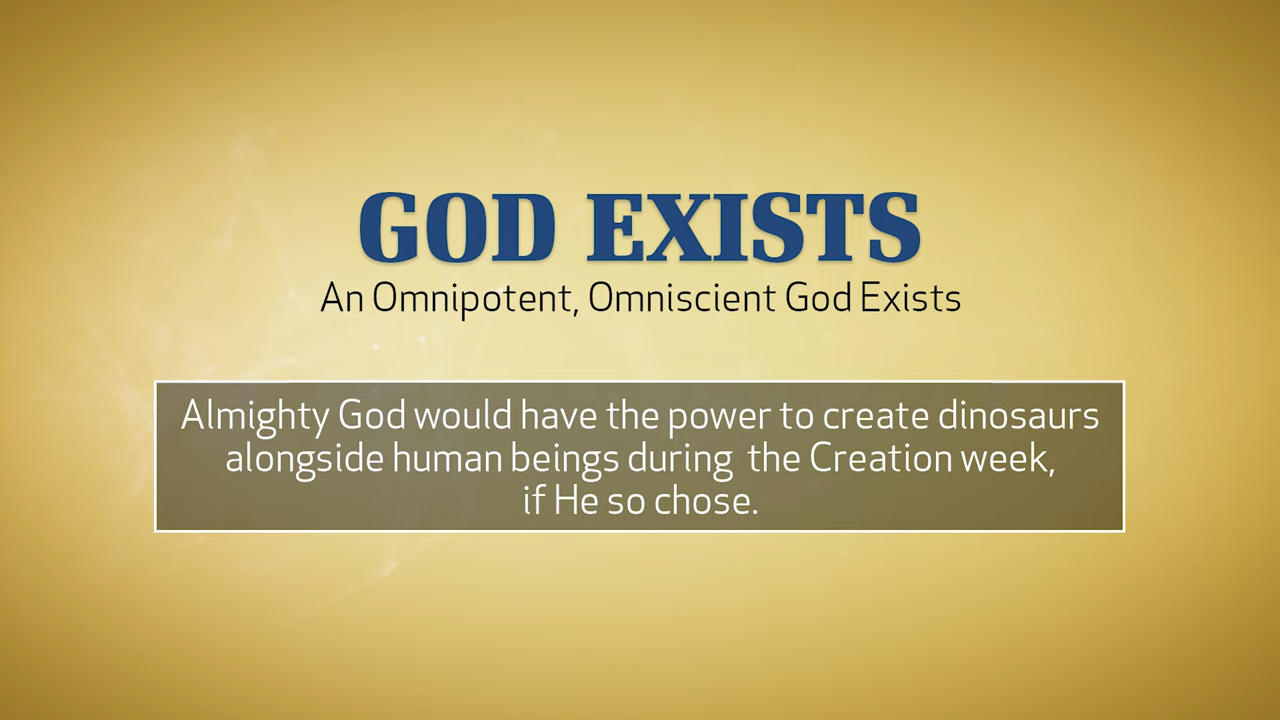 GOD EXISTS
An Omnipotent, Omniscient God Exists
Almighty God would have the power to create dinosaurs
alongside human beings during the Creation week,
if He so chose.